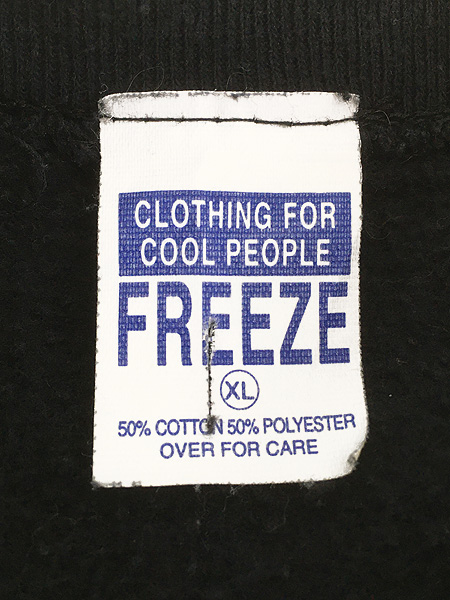 CLOTHING FOR
COOL PEOPLE
FREEZE
XL
50% COTTON 50% POLYESTER
OVER FOR CARE